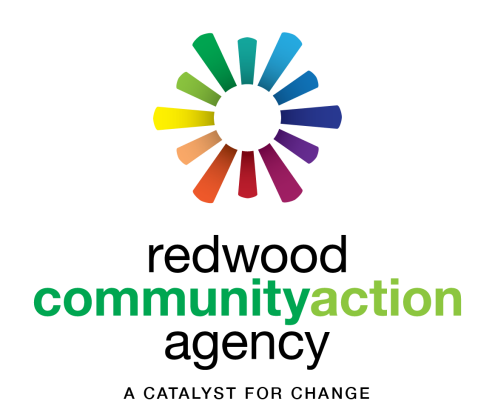 redwood
communityaction
agency
A CATALYST FOR CHANGE